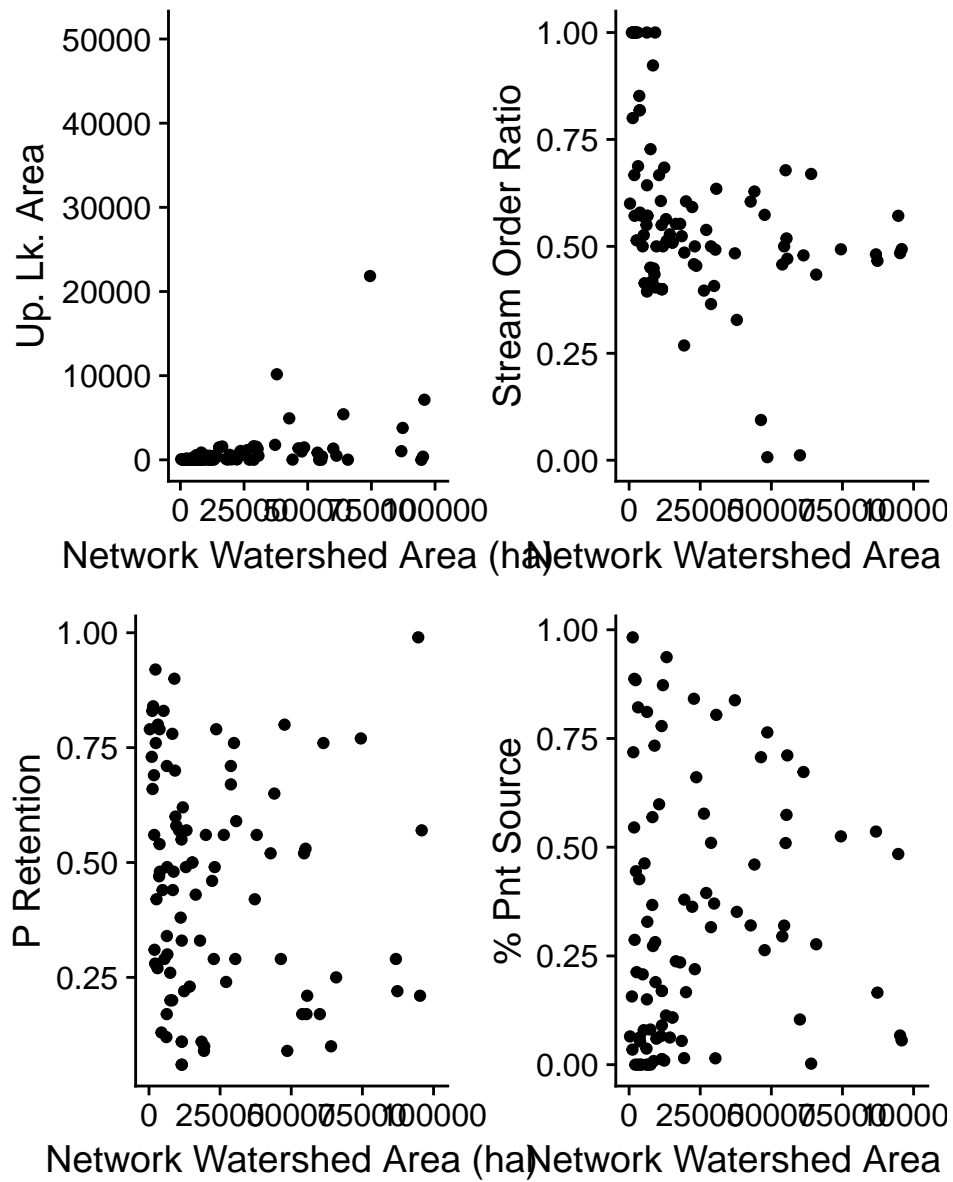 Up. Lk. Area
50000
40000
30000
20000
10000
0
0 25000 50000 75000 100000
Network Watershed Area (ha)
Stream Order Ratio
1.00
0.75
0.50
0.25
0.00
0 25000 50000 75000 10000
Network Watershed Area
P Retention
1.00
0.75
0.50
0.25
0 25000 50000 75000 100000
Network Watershed Area (ha)
% Pnt Source
1.00
0.75
0.50
0.25
0.00
0 25000 50000 75000 10000
Network Watershed Area